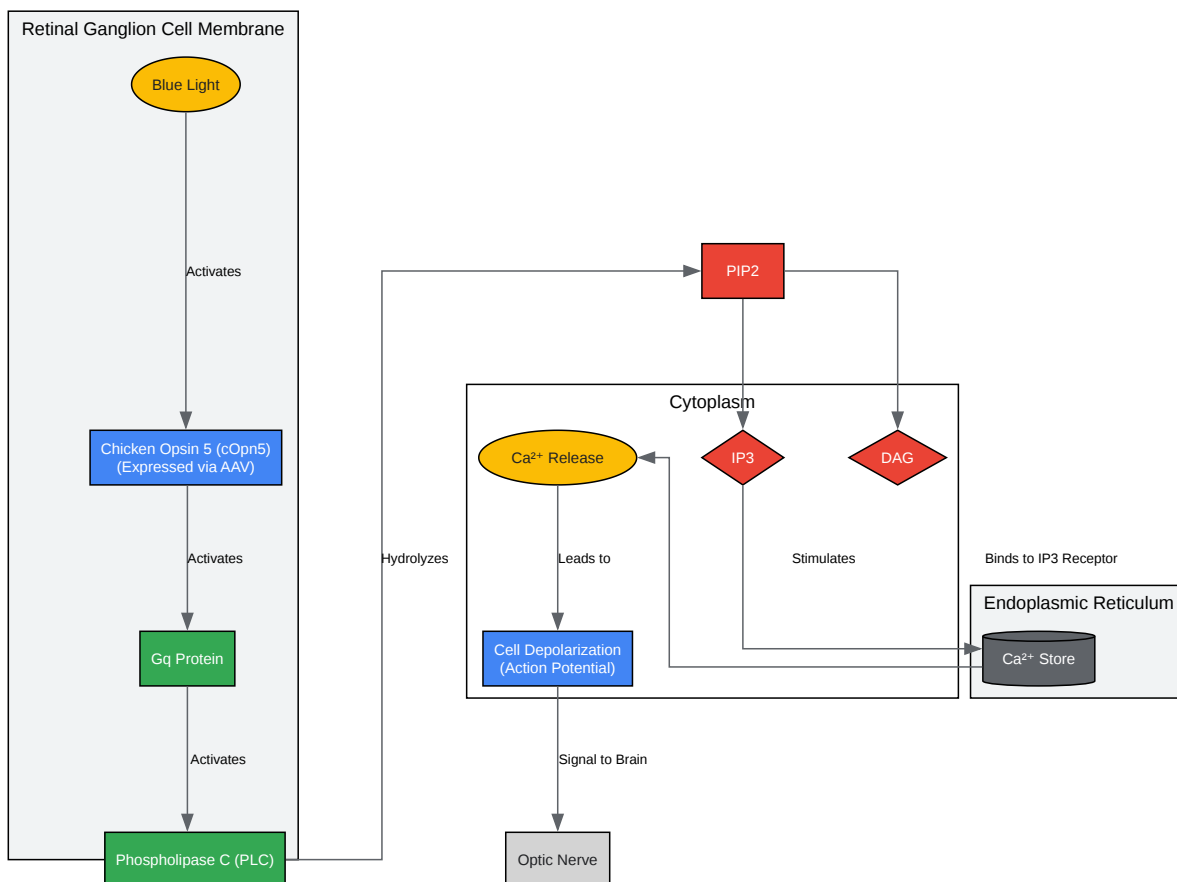 Retinal Ganglion Cell Membrane
Blue Light
Activates
Chicken Opsin 5 (cOpn5)
(Expressed via AAV)
Activates
Gq Protein
Activates
Phospholipase C (PLC)
Hydrolyzes
PIP2
Cytoplasm
Ca²⁺ Release
IP3
DAG
Leads to
Stimulates
Binds to IP3 Receptor
Endoplasmic Reticulum
Ca²⁺ Store
Cell Depolarization
(Action Potential)
Signal to Brain
Optic Nerve